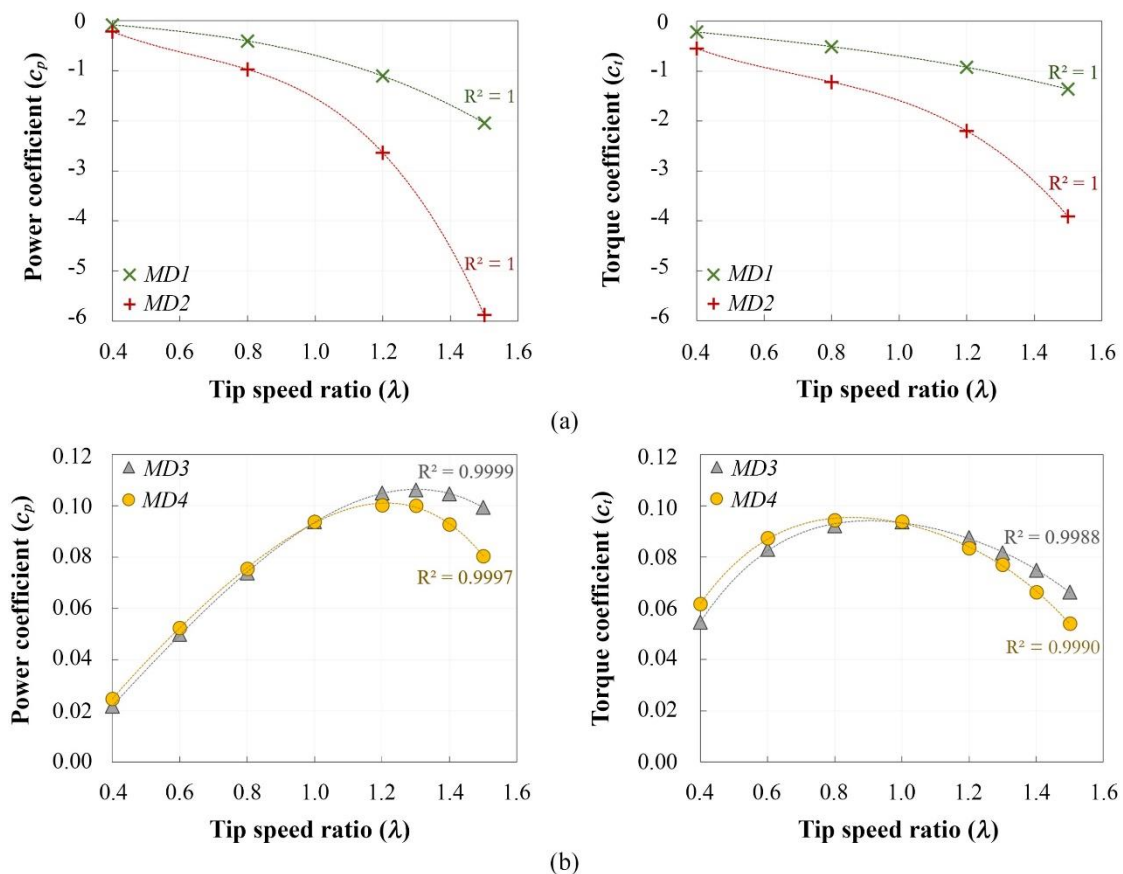 0
-1
-2
-3
-4
-5
-6
Power coefficient (cp)
R² = 1
R² = 1
MD1
MD2
0.4 0.6 0.8 1.0 1.2 1.4 1.6
Tip speed ratio (λ)
0
-1
-2
-3
-4
-5
-6
Torque coefficient (ct)
R² = 1
R² = 1
MD1
MD2
0.4 0.6 0.8 1.0 1.2 1.4 1.6
Tip speed ratio (λ)
(a)
0.12
0.10
0.08
0.06
0.04
0.02
0.00
Power coefficient (cp)
MD3
MD4
R² = 0.9999
R² = 0.9997
0.4 0.6 0.8 1.0 1.2 1.4 1.6
Tip speed ratio (λ)
0.12
0.10
0.08
0.06
0.04
0.02
0.00
Torque coefficient (ct)
MD3
MD4
R² = 0.9988
R² = 0.9990
0.4 0.6 0.8 1.0 1.2 1.4 1.6
Tip speed ratio (λ)
(b)